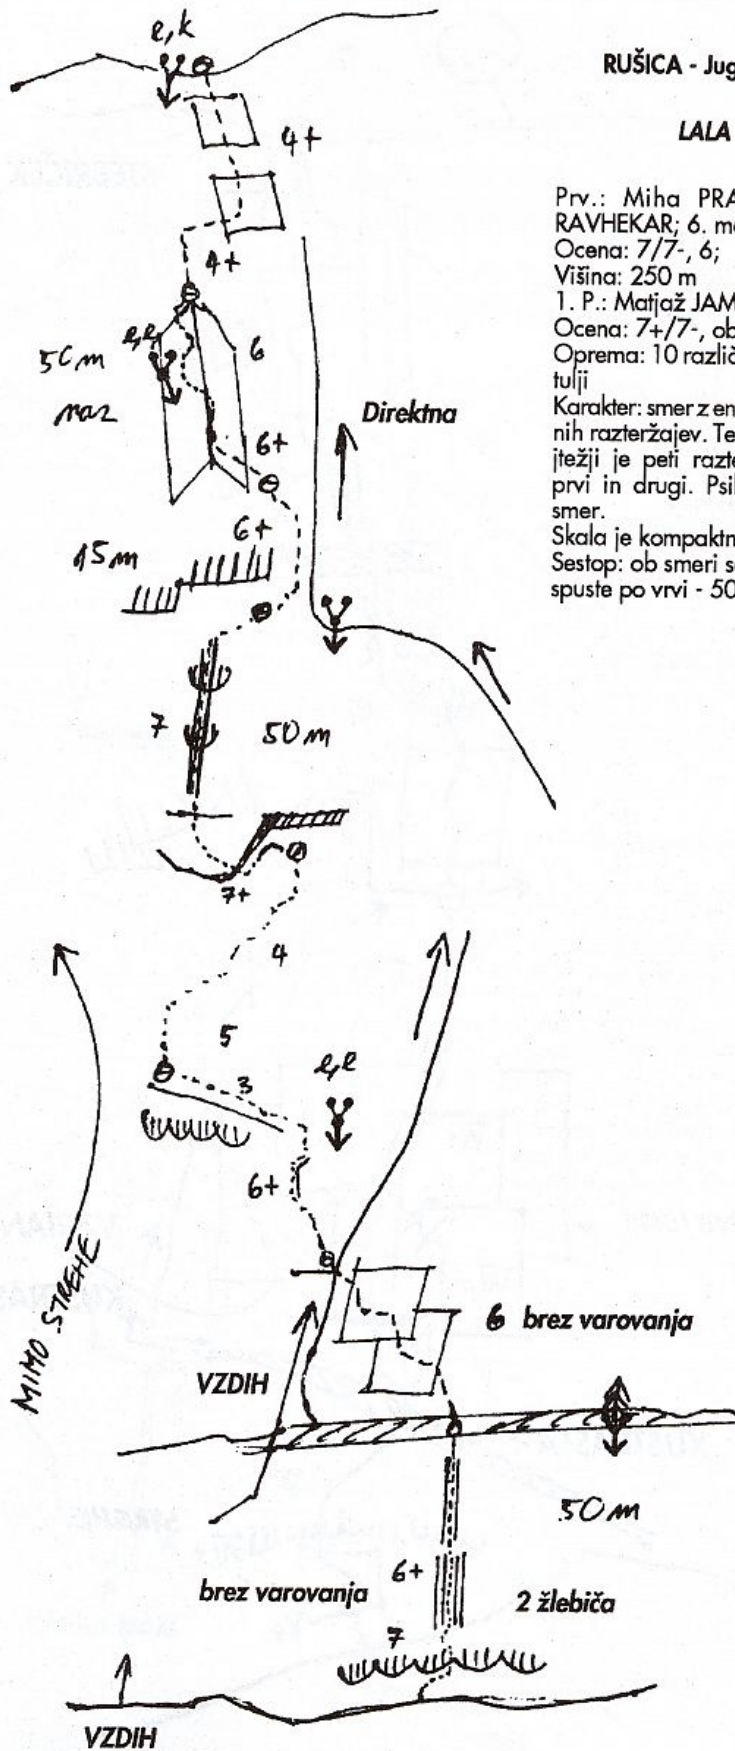 e,k
RUŠICA - Jug
LALA
4+
Prv.: Miha PRA
RAVHEKAR; 6. m
Ocena: 7/7-, 6;
Višina: 250 m
1. P.: Matjaž JAM
Ocena: 7+/7-, ob
Oprema: 10 različ
tulji
Karakter: smer z en
nih razteržajev. Te
jtežji je peti razte
prvi in drugi. Psil
smer.
Skala je kompaktn
Sestop: ob smeri s
spuste po vrvi - 50
4+
e,e
50 m
raz
6
Direktna
6+
6+
15 m
7
50 m
7+
4
5
3
e,e
6+
MIMO STREHE
6 brez varovanja
VZDIH
50 m
brez varovanja
6+
2 žlebiča
7
VZDIH